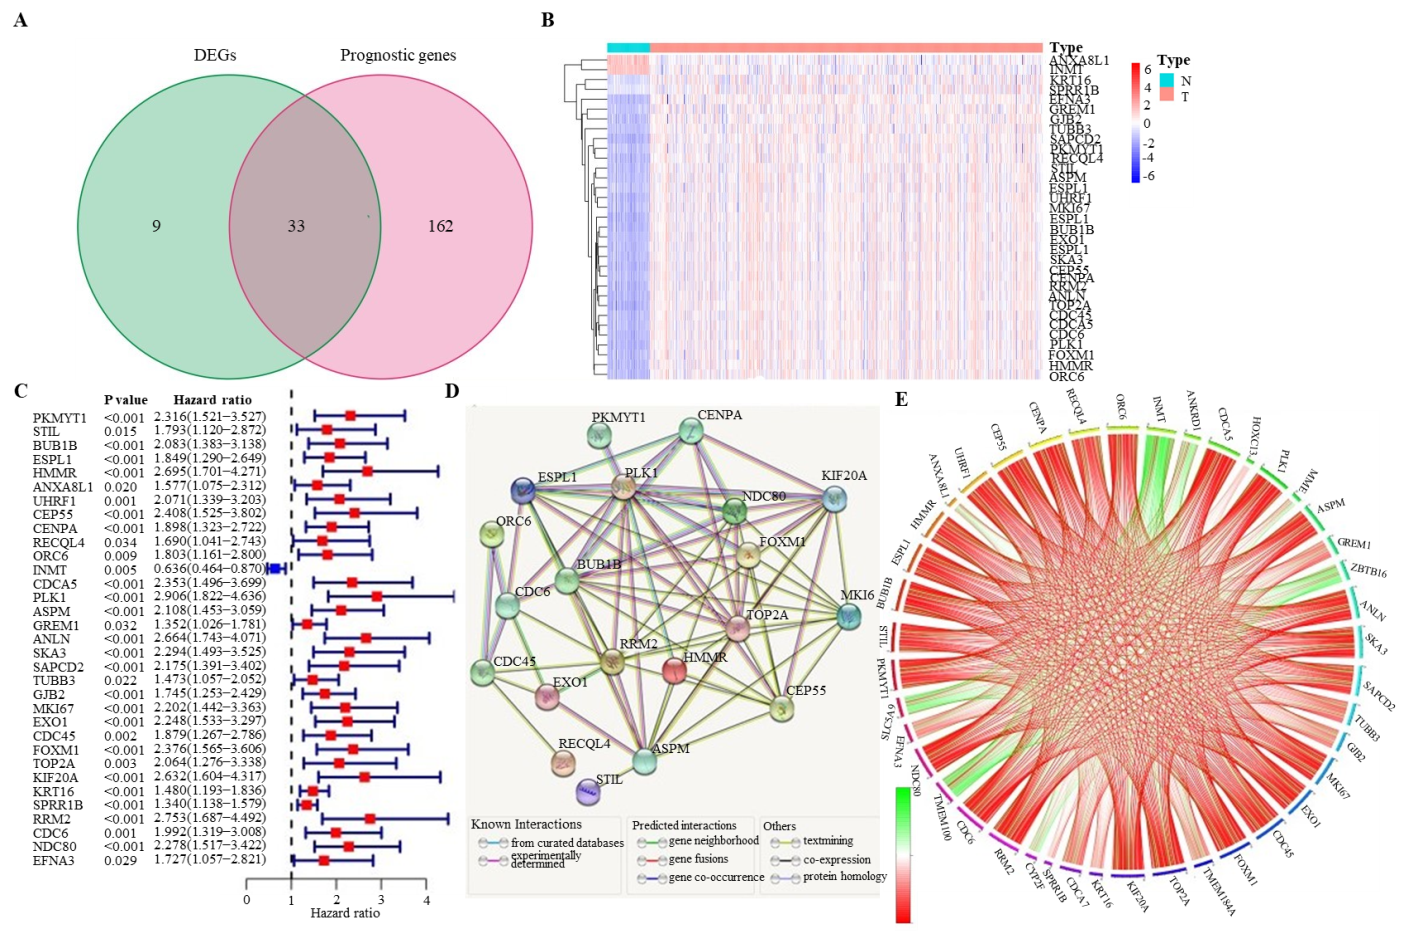 A
DEGs
Prognostic genes
9
33
162
B
Type
ANXA8L1
INMT
KRT16
SPRR1B
EFNA3
GREM1
GJB2
TUBB3
SAPCD2
PKMYT1
RECQL4
STIL
ASPM
ESPL1
UHRF1
MKI67
ESPL1
BUB1B
EXO1
ESPL1
SKA3
CEP55
CENPA
RRM2
ANLN
TOP2A
CDC45
CDCA5
CDC6
PLK1
FOXM1
HMMR
ORC6
6
4
2
0
-2
-4
-6
Type
N
T
C
P value Hazard ratio
PKMYT1 <0.001 2.316(1.521−3.527)
STIL 0.015 1.793(1.120−2.872)
BUB1B <0.001 2.083(1.383−3.138)
ESPL1 <0.001 1.849(1.290−2.649)
HMMR <0.001 2.695(1.701−4.271)
ANXA8L1 0.020 1.577(1.075−2.312)
UHRF1 0.001 2.071(1.339−3.203)
CEP55 <0.001 2.408(1.525−3.802)
CENPA <0.001 1.898(1.323−2.722)
RECQL4 0.034 1.690(1.041−2.743)
ORC6 0.009 1.803(1.161−2.800)
INMT 0.005 0.636(0.464−0.870)
CDCA5 <0.001 2.353(1.496−3.699)
PLK1 <0.001 2.906(1.822−4.636)
ASPM <0.001 2.108(1.453−3.059)
GREM1 0.032 1.352(1.026−1.781)
ANLN <0.001 2.664(1.743−4.071)
SKA3 <0.001 2.294(1.493−3.525)
SAPCD2 <0.001 2.175(1.391−3.402)
TUBB3 0.022 1.473(1.057−2.052)
GJB2 <0.001 1.745(1.253−2.429)
MKI67 <0.001 2.202(1.442−3.363)
EXO1 <0.001 2.248(1.533−3.297)
CDC45 0.002 1.879(1.267−2.786)
FOXM1 <0.001 2.376(1.565−3.606)
TOP2A 0.003 2.064(1.276−3.338)
KIF20A <0.001 2.632(1.604−4.317)
KRT16 <0.001 1.480(1.193−1.836)
SPRR1B <0.001 1.340(1.138−1.579)
RRM2 <0.001 2.753(1.687−4.492)
CDC6 0.001 1.992(1.319−3.008)
NDC80 <0.001 2.278(1.517−3.422)
EFNA3 0.029 1.727(1.057−2.821)
0 1 2 3 4
Hazard ratio
D
PKMYT1
CENPA
ESPL1
PLK1
KIF20A
NDC80
ORC6
FOXM1
BUB1B
CDC6
MKI6
TOP2A
RRM2
HMMR
CDC45
EXO1
CEP55
RECQL4
ASPM
STIL
Known Interactions
from curated databases
experimentally
determined
Predicted interactions
gene neighborhood
gene fusions
gene co-occurrence
Others
textmining
co-expression
protein homology
E
ORC6
INMT
ANKRD1
CDCA5
HOXC13
PLK1
MME
ASPM
GREM1
ZBTB16
ANLN
SKA3
SAPCD2
TUBB3
GJB2
MKI67
EXO1
CDC45
FOXM1
TMEM184A
TOP2A
KIF20A
KRT16
CDCA7
SPRR1B
CYP2F
RRM2
CDC6
TMEM100
NDC80
EFNA3
SLC5A9
PKMYT1
STIL
BUB1B
ESPL1
HMMR
ANXA8L1
UHRF1
CEP55
CENPA
RECQL4